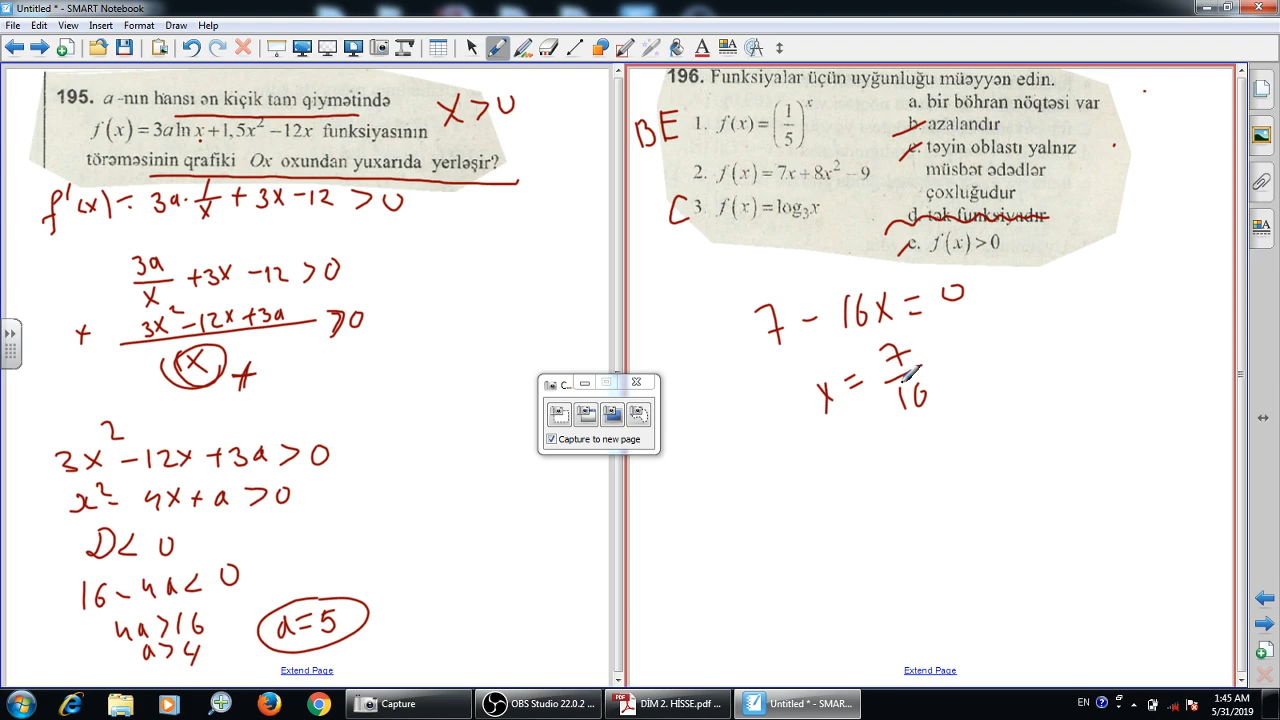 Untitled * - SMART Notebook
File Edit View Insert Format Draw Help
195. a -nın hansı ən kiçik tam qiymətində
f(x)=3a ln x+1,5x²−12x funksiyasının
törəməsinin qrafiki Ox oxundan yuxarıda yerləşir?
x>0
f'(x) = 3a·1/x + 3x −12 > 0
3a/x + 3x −12 > 0
+ 3x² −12x +3a / x > 0
+
3x² −12x +3a > 0
x² − 4x + a > 0
D< 0
16 − 4a < 0
4a > 16
a > 4
a=5
Extend Page
196. Funksiyalar üçün uyğunluğu müəyyən edin.
BE 1. f(x)=(1/5)ˣ
2. f(x)=7x+8x²−9
C 3. f(x)=log₃x
a. bir böhran nöqtəsi var
b. azalandır
c. təyin oblastı yalnız
müsbət ədədlər
çoxluğudur
d. tək funksiyadır
e. f(x)>0
7 − 16x = 0
x = 7/16
Extend Page
C...
Capture to new page
Capture
OBS Studio 22.0.2 ...
DİM 2. HİSSE.pdf ...
Untitled * - SMAR...
EN
1:45 AM
5/31/2019